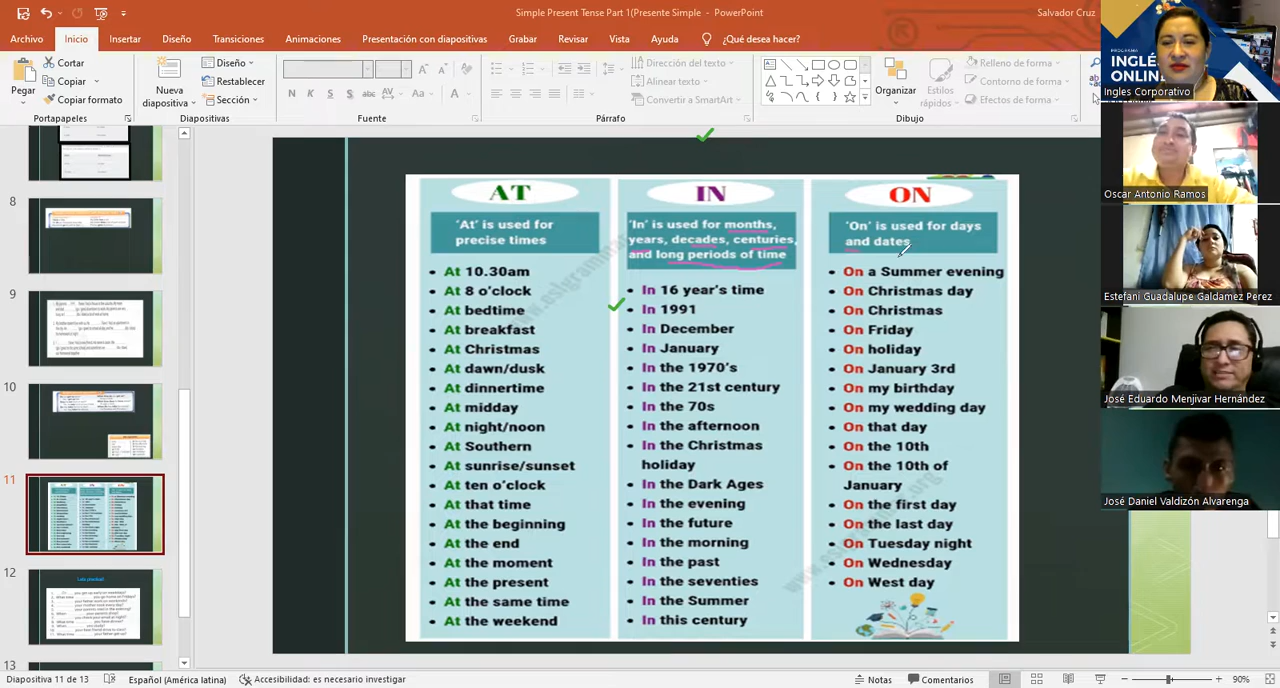 Simple Present Tense Part 1(Presente Simple - PowerPoint
Salvador Cruz
Archivo Inicio Insertar Diseño Transiciones Animaciones Presentación con diapositivas Grabar Revisar Vista Ayuda ¿Qué desea hacer?
Pegar
Cortar
Copiar
Copiar formato
Portapapeles
Nueva diapositiva
Diseño
Restablecer
Sección
Diapositivas
N K S S abc AV Aa A
Fuente
Dirección del texto
Alinear texto
Convertir a SmartArt
Párrafo
Organizar
Estilos rápidos
Relleno de forma
Contorno de forma
Efectos de forma
Dibujo
PROGRAMA
INGLÉS
ONLINE
Ingles Corporativo
Oscar Antonio Ramos
Estefani Guadalupe Galdamez Perez
José Eduardo Menjivar Hernández
José Daniel Valdizón Alvarenga
8
9
10
11
12
Lets practice!
13
AT
'At' is used for
precise times
• At 10.30am
• At 8 o'clock
• At bedtime
• At breakfast
• At Christmas
• At dawn/dusk
• At dinnertime
• At midday
• At night/noon
• At Southern
• At sunrise/sunset
• At ten o'clock
• At that time
• At the beginning
• At the end
• At the moment
• At the present
• At the same time
• At the weekend
IN
'In' is used for months,
years, decades, centuries,
and long periods of time
• In 16 year's time
• In 1991
• In December
• In January
• In the 1970's
• In the 21st century
• In the 70s
• In the afternoon
• In the Christmas
holiday
• In the Dark Ages
• In the evening
• In the future
• In the morning
• In the past
• In the seventies
• In the Summer
• In this century
ON
'On' is used for days
and dates
• On a Summer evening
• On Christmas day
• On Christmas
• On Friday
• On holiday
• On January 3rd
• On my birthday
• On my wedding day
• On that day
• On the 10th
• On the 10th of
January
• On the first day
• On the last day
• On Tuesday night
• On Wednesday
• On West day
Diapositiva 11 de 13
Español (América latina)
Accesibilidad: es necesario investigar
Notas
Comentarios
90%